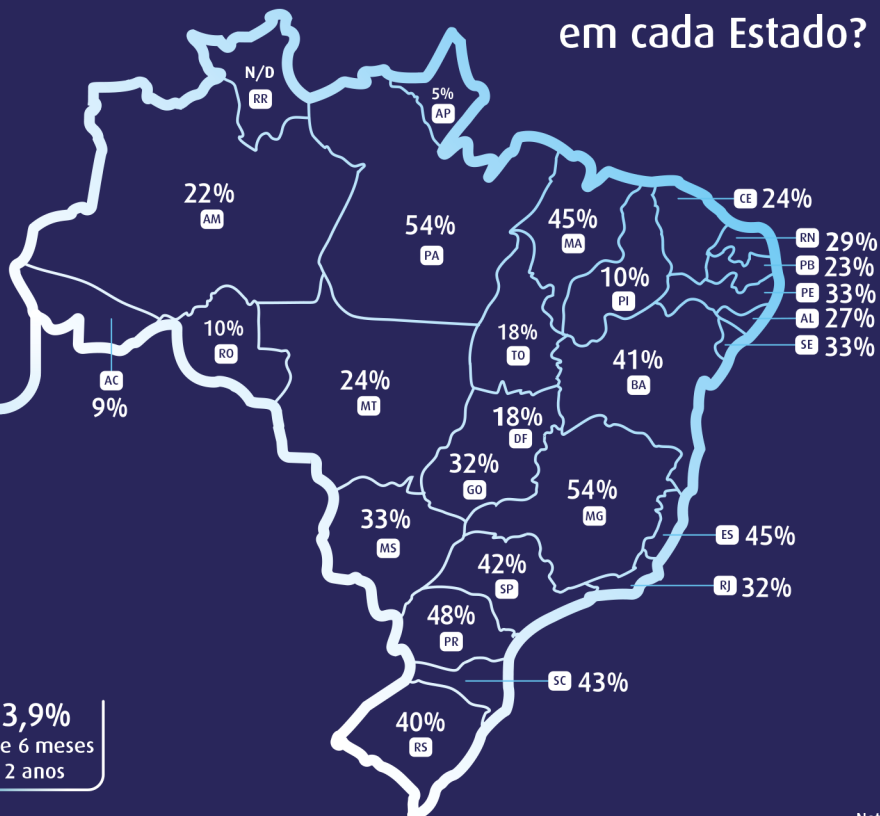 em cada Estado?
N/D
RR
5%
AP
22%
AM
54%
PA
45%
MA
CE 24%
RN 29%
PB 23%
PE 33%
AL 27%
SE 33%
10%
PI
10%
RO
18%
TO
41%
BA
AC
9%
24%
MT
18%
DF
32%
GO
54%
MG
33%
MS
ES 45%
42%
SP
RJ 32%
48%
PR
SC 43%
40%
RS
3,9%
e 6 meses
2 anos